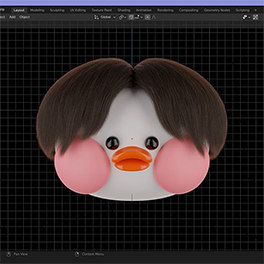 Layout Modeling Sculpting UV Editing Texture Paint Shading Animation Rendering Compositing Geometry Nodes Scripting
Add Object
Global
Pan View
Context Menu